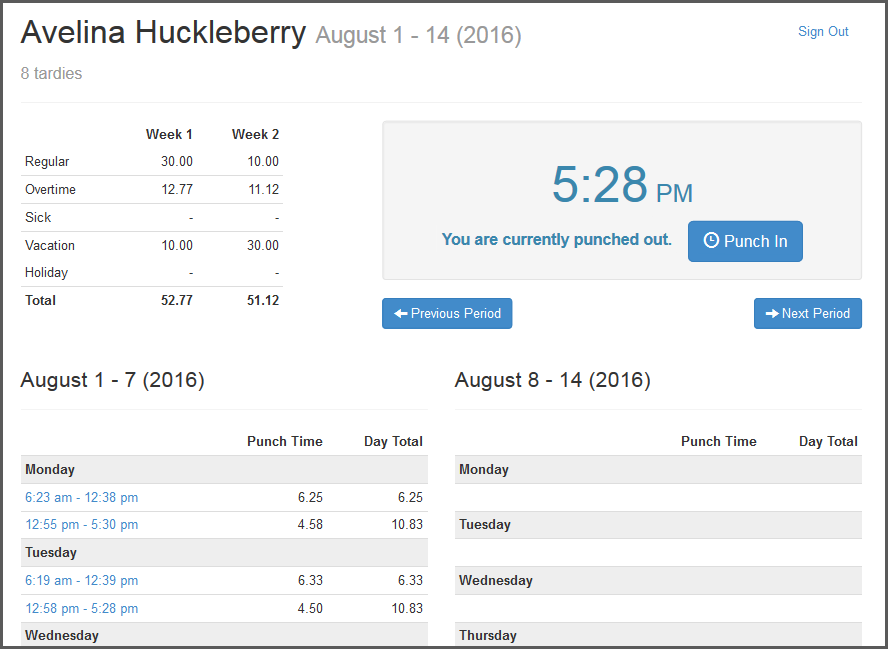 Avelina Huckleberry August 1 - 14 (2016)
Sign Out
8 tardies
Week 1 Week 2
Regular 30.00 10.00
Overtime 12.77 11.12
Sick - -
Vacation 10.00 30.00
Holiday - -
Total 52.77 51.12
5:28 PM
You are currently punched out. Punch In
Previous Period Next Period
August 1 - 7 (2016)
Punch Time Day Total
Monday
6:23 am - 12:38 pm 6.25 6.25
12:55 pm - 5:30 pm 4.58 10.83
Tuesday
6:19 am - 12:39 pm 6.33 6.33
12:58 pm - 5:28 pm 4.50 10.83
Wednesday
August 8 - 14 (2016)
Punch Time Day Total
Monday
Tuesday
Wednesday
Thursday